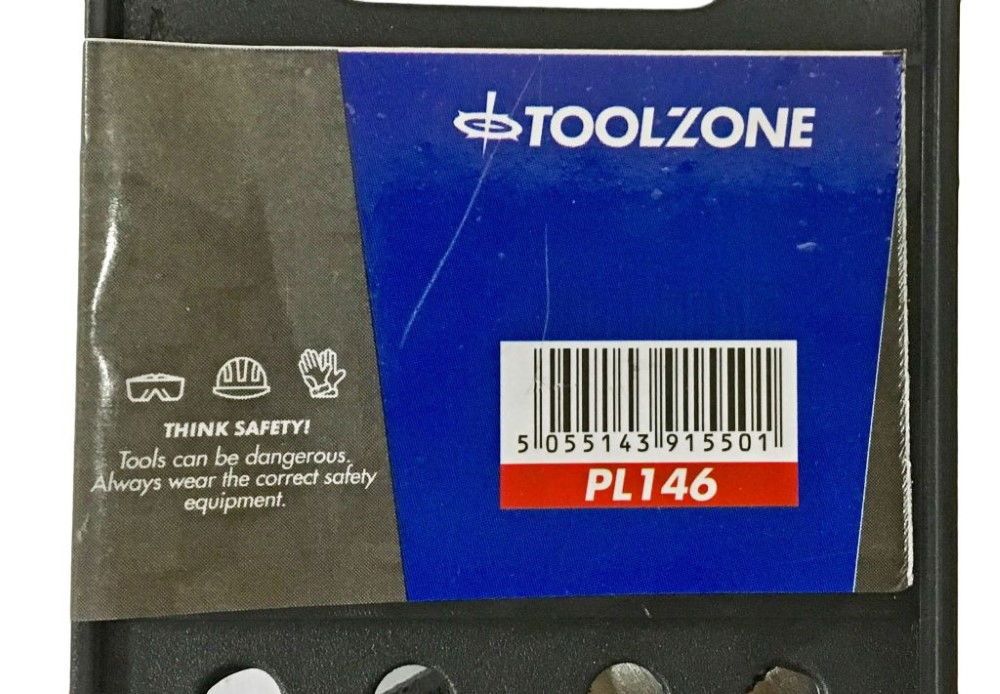 TOOLZONE
THINK SAFETY!
Tools can be dangerous.
Always wear the correct safety
equipment.
5 055143 915501
PL146